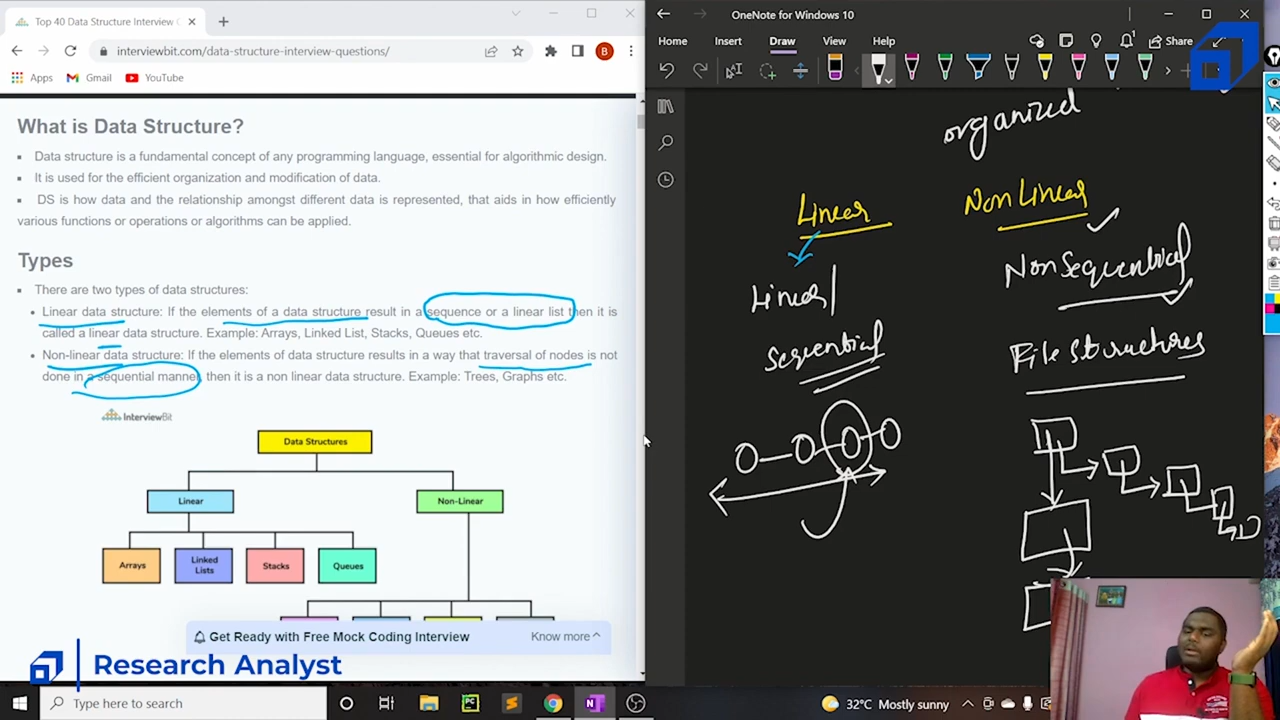 Top 40 Data Structure Interview
interviewbit.com/data-structure-interview-questions/
B
Apps Gmail YouTube
What is Data Structure?
Data structure is a fundamental concept of any programming language, essential for algorithmic design.
It is used for the efficient organization and modification of data.
DS is how data and the relationship amongst different data is represented, that aids in how efficiently
various functions or operations or algorithms can be applied.
Types
There are two types of data structures:
Linear data structure: If the elements of a data structure result in a sequence or a linear list then it is
called a linear data structure. Example: Arrays, Linked List, Stacks, Queues etc.
Non-linear data structure: If the elements of data structure results in a way that traversal of nodes is not
done in a sequential manner, then it is a non linear data structure. Example: Trees, Graphs etc.
InterviewBit
Data Structures
Linear Non-Linear
Arrays Linked Lists Stacks Queues
Get Ready with Free Mock Coding Interview Know more
Research Analyst
Type here to search
OneNote for Windows 10
Home Insert Draw View Help Share
organized
Linear Non Linear
Linear/ Non Sequential
Sequential File Structures
32°C Mostly sunny